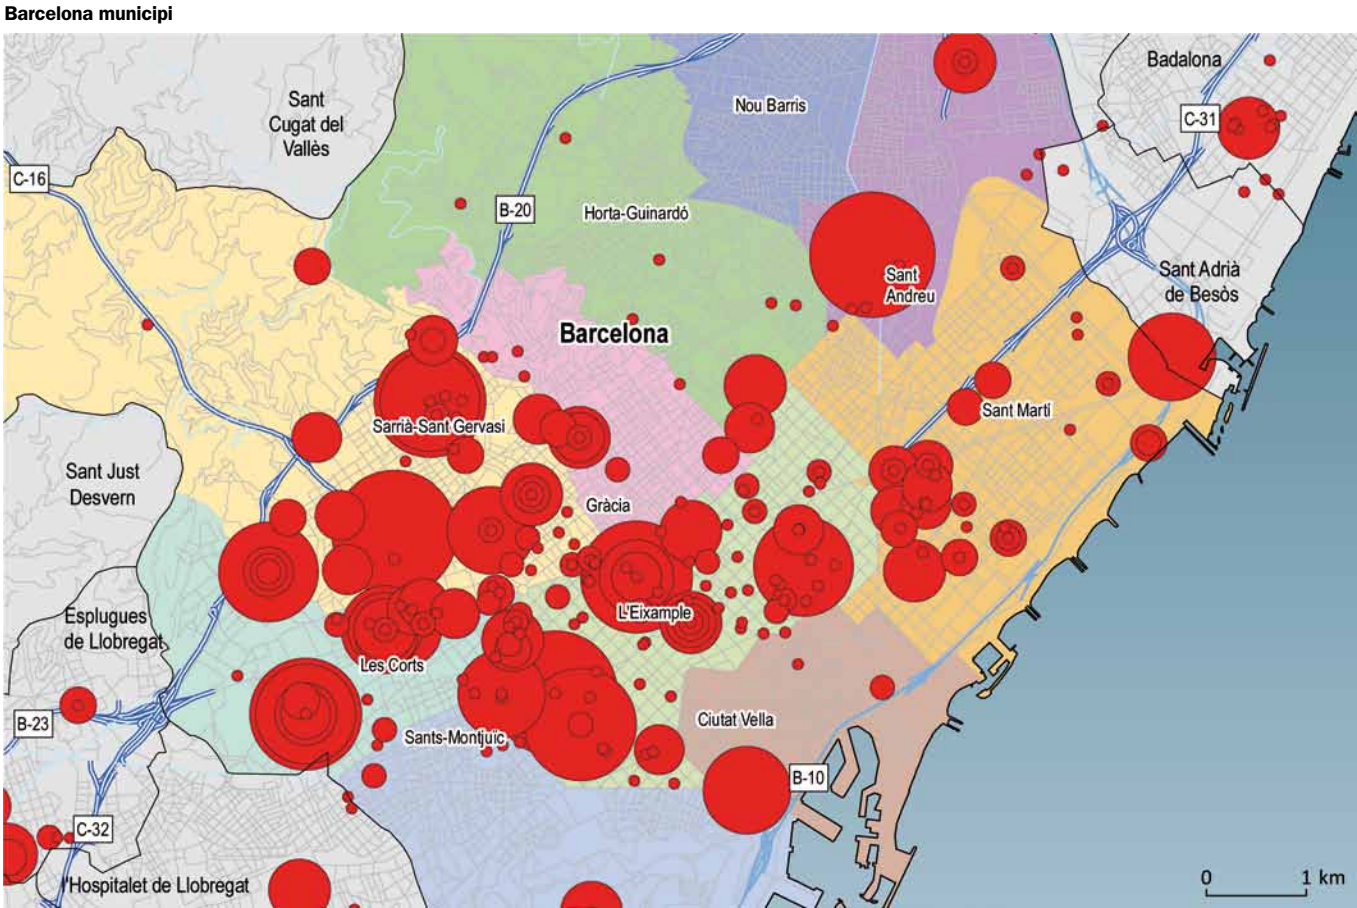 Barcelona municipi
Badalona
Sant
Cugat del
Vallès
Nou Barris
C-31
C-16
B-20
Horta-Guinardó
Sant
Andreu
Sant Adrià
de Besòs
Barcelona
Sant Martí
Sarrià-Sant Gervasi
Sant Just
Desvern
Gràcia
Esplugues
de Llobregat
L'Eixample
Les Corts
B-23
Sants-Montjuïc
Ciutat Vella
B-10
C-32
l'Hospitalet de Llobregat
0 1 km